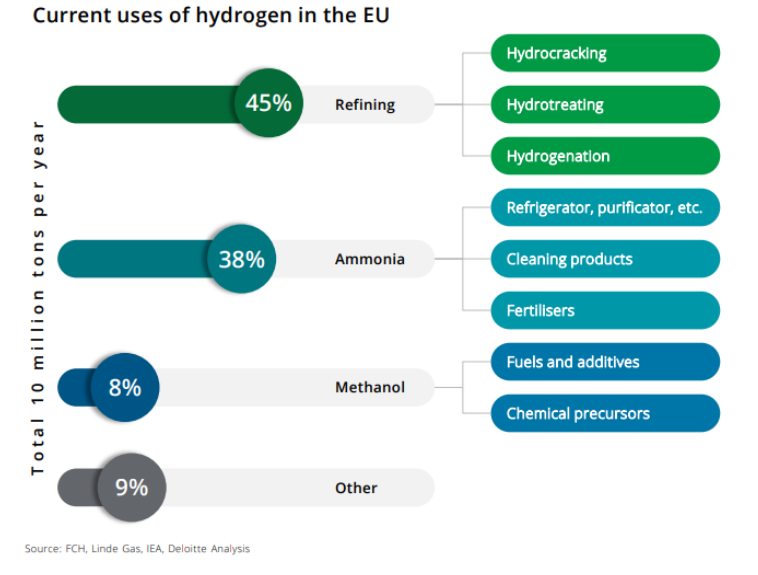 Current uses of hydrogen in the EU
Total 10 million tons per year
45%
Refining
Hydrocracking
Hydrotreating
Hydrogenation
38%
Ammonia
Refrigerator, purificator, etc.
Cleaning products
Fertilisers
8%
Methanol
Fuels and additives
Chemical precursors
9%
Other
Source: FCH, Linde Gas, IEA, Deloitte Analysis